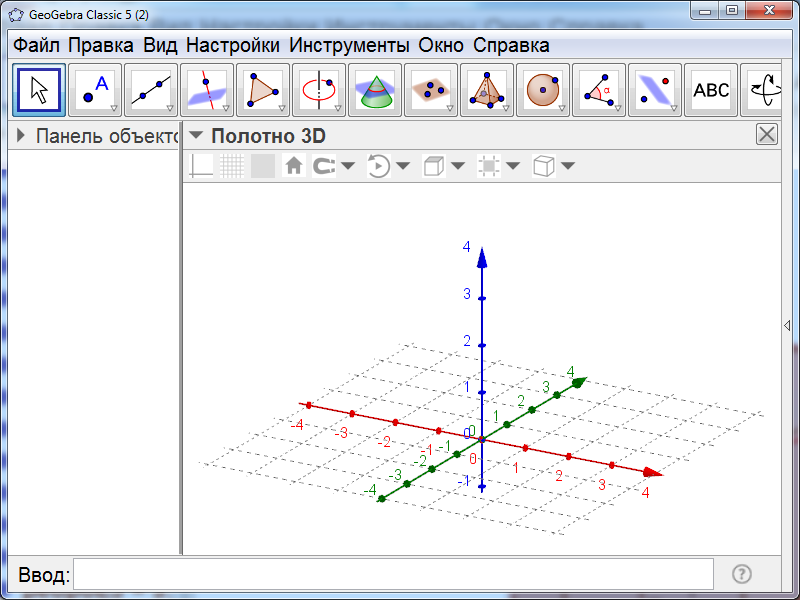 GeoGebra Classic 5 (2)
Файл Правка Вид Настройки Инструменты Окно Справка
A α ABC
Панель объекто
Полотно 3D
4
3
2
1
0
-1
-4 -3 -2 -1 0 1 2 3 4
-4 -3 -2 -1 0 1 2 3 4
Ввод:
?